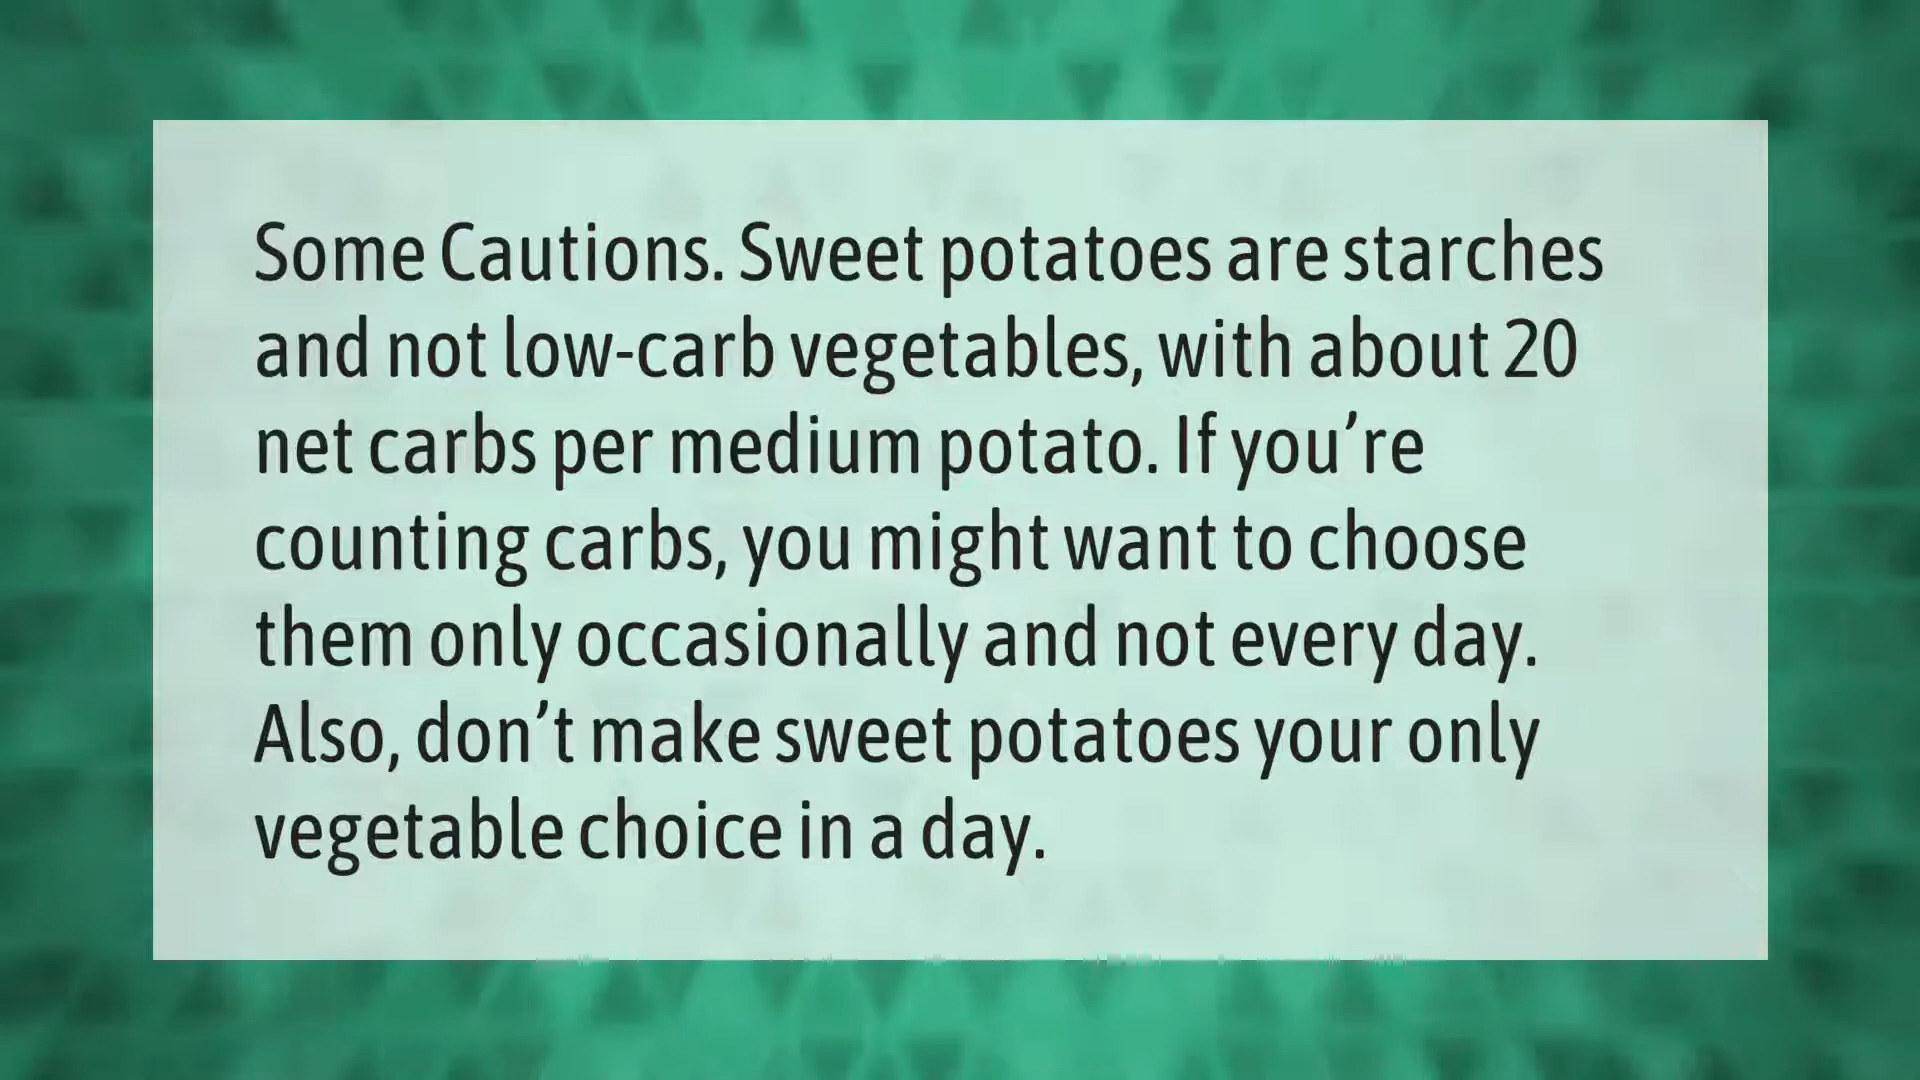 Some Cautions. Sweet potatoes are starches
and not low-carb vegetables, with about 20
net carbs per medium potato. If you’re
counting carbs, you might want to choose
them only occasionally and not every day.
Also, don’t make sweet potatoes your only
vegetable choice in a day.